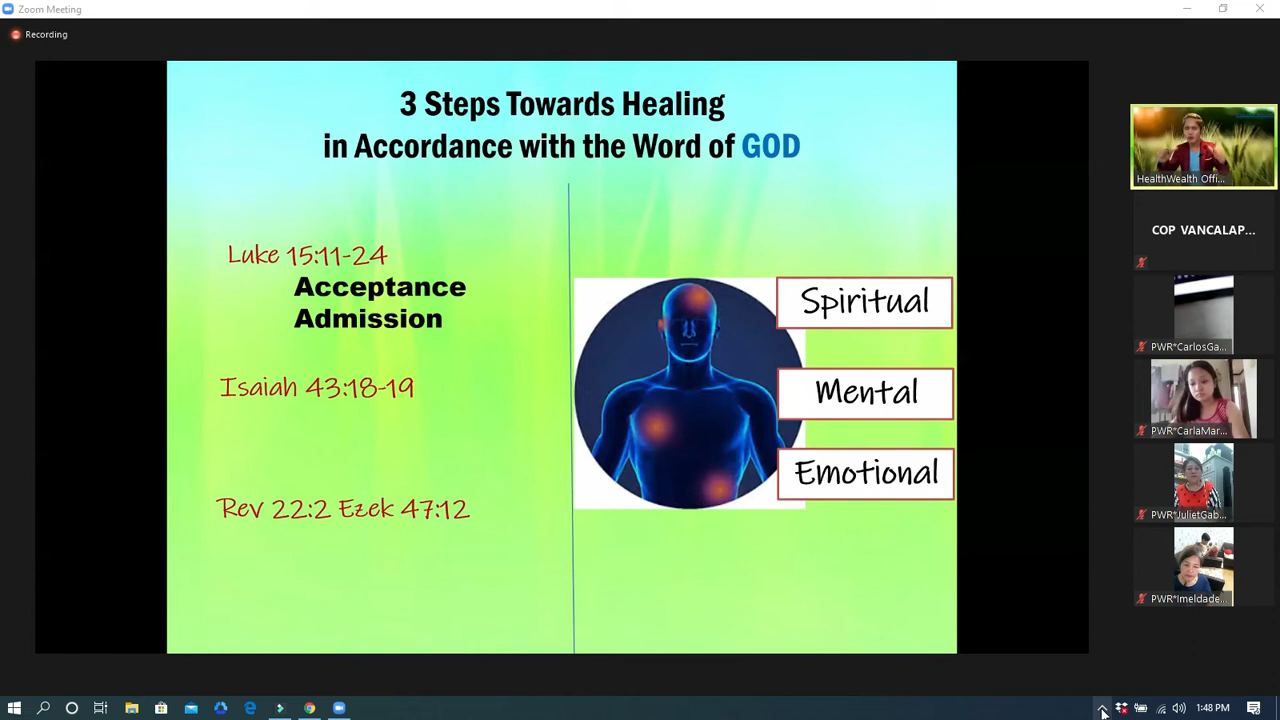 Zoom Meeting
Recording
3 Steps Towards Healing
in Accordance with the Word of GOD
Luke 15:11-24
Acceptance
Admission
Isaiah 43:18-19
Rev 22:2 Ezek 47:12
Spiritual
Mental
Emotional
HealthWealth Offi...
COP VANCALAP...
PWR*CarlosGa...
PWR*CarlaMar...
PWR*JulietGab...
PWR*Imeldade...
1:48 PM